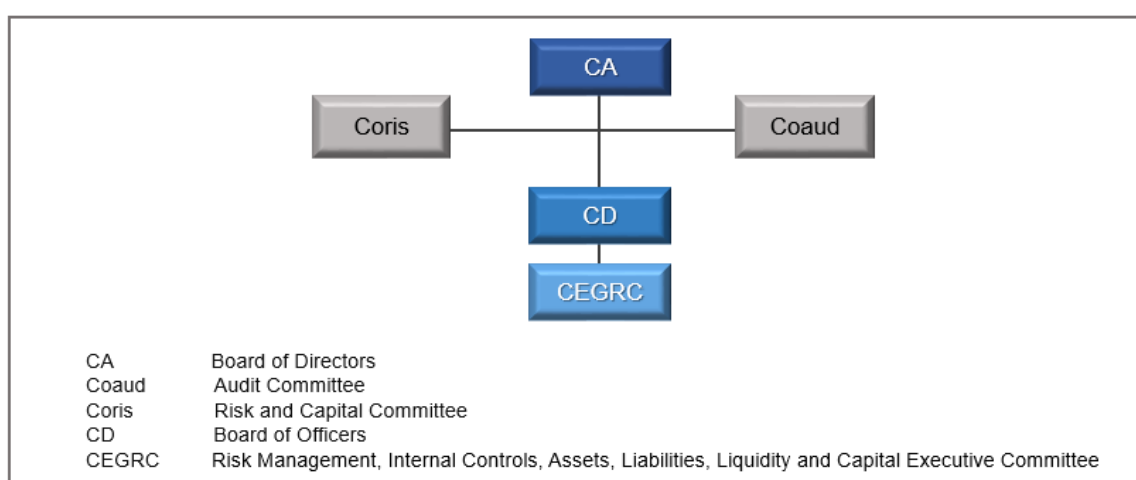 CA
Coris
Coaud
CD
CEGRC
CA Board of Directors
Coaud Audit Committee
Coris Risk and Capital Committee
CD Board of Officers
CEGRC Risk Management, Internal Controls, Assets, Liabilities, Liquidity and Capital Executive Committee